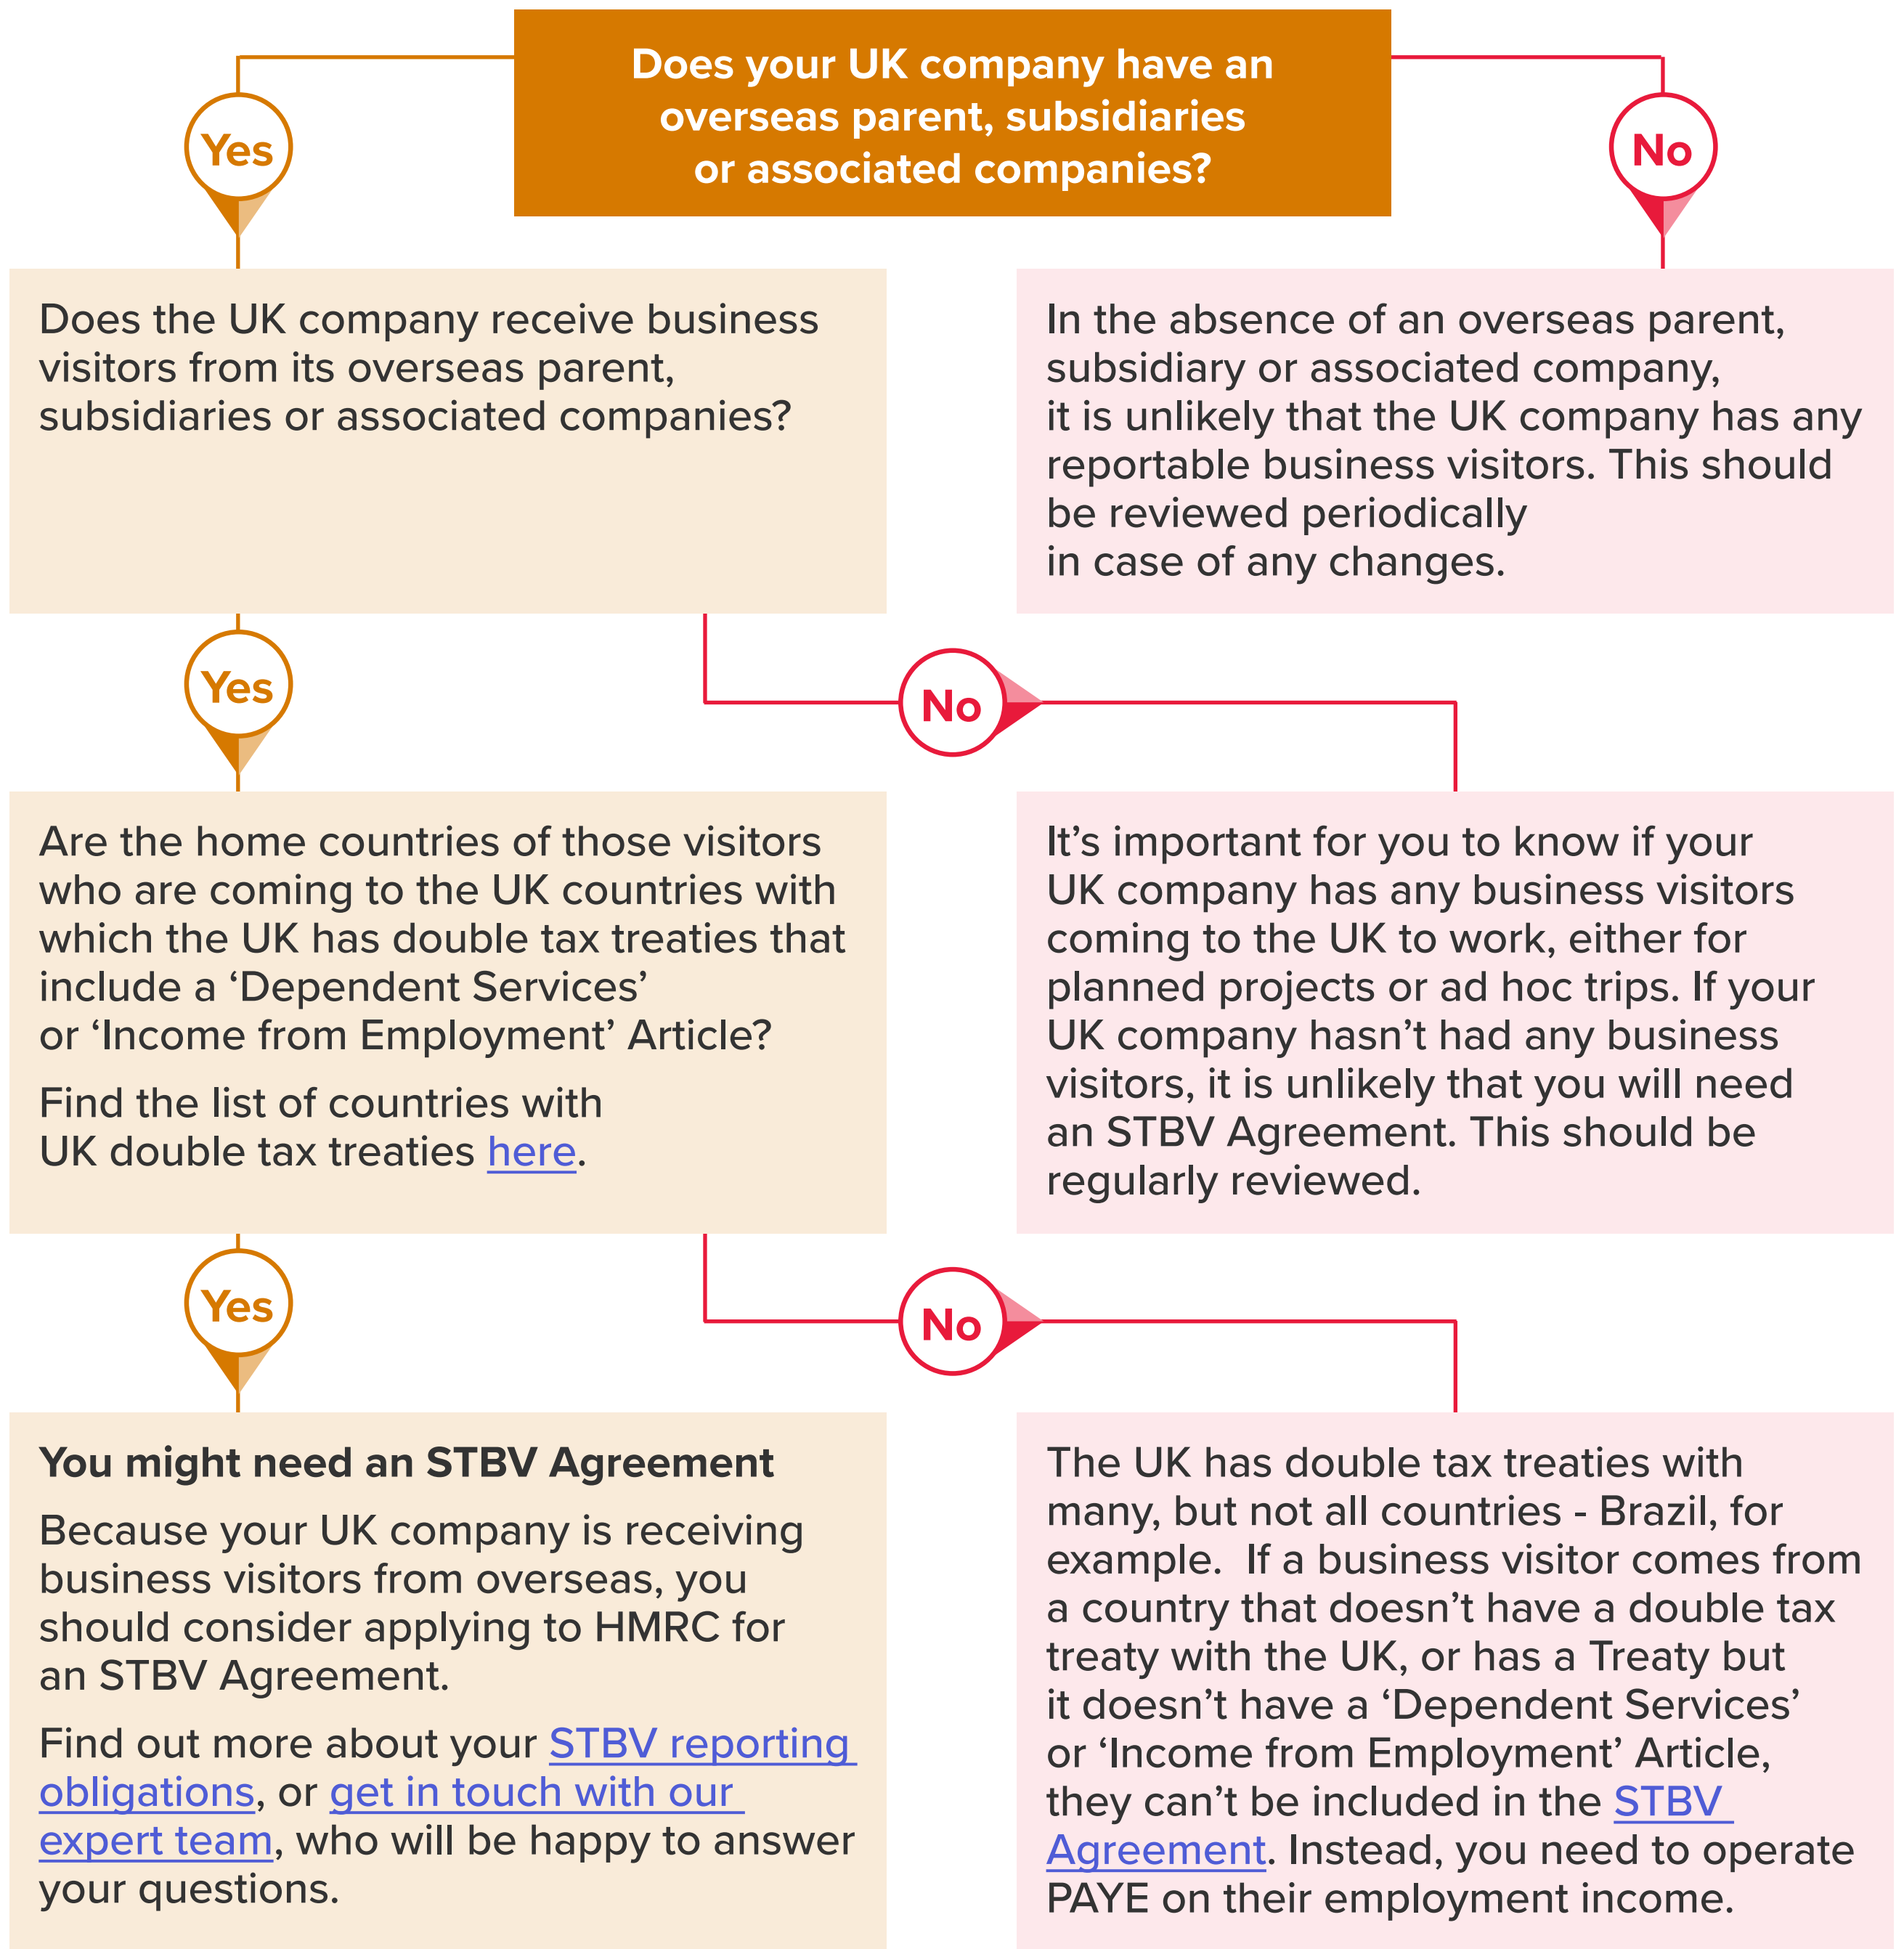 Does your UK company have an
overseas parent, subsidiaries
or associated companies?
Yes
No
Does the UK company receive business
visitors from its overseas parent,
subsidiaries or associated companies?
In the absence of an overseas parent,
subsidiary or associated company,
it is unlikely that the UK company has any
reportable business visitors. This should
be reviewed periodically
in case of any changes.
Yes
No
Are the home countries of those visitors
who are coming to the UK countries with
which the UK has double tax treaties that
include a ‘Dependent Services’
or ‘Income from Employment’ Article?
Find the list of countries with
UK double tax treaties here.
It’s important for you to know if your
UK company has any business visitors
coming to the UK to work, either for
planned projects or ad hoc trips. If your
UK company hasn’t had any business
visitors, it is unlikely that you will need
an STBV Agreement. This should be
regularly reviewed.
Yes
No
You might need an STBV Agreement
Because your UK company is receiving
business visitors from overseas, you
should consider applying to HMRC for
an STBV Agreement.
Find out more about your STBV reporting
obligations, or get in touch with our
expert team, who will be happy to answer
your questions.
The UK has double tax treaties with
many, but not all countries - Brazil, for
example.  If a business visitor comes from
a country that doesn’t have a double tax
treaty with the UK, or has a Treaty but
it doesn’t have a ‘Dependent Services’
or ‘Income from Employment’ Article,
they can’t be included in the STBV
Agreement. Instead, you need to operate
PAYE on their employment income.